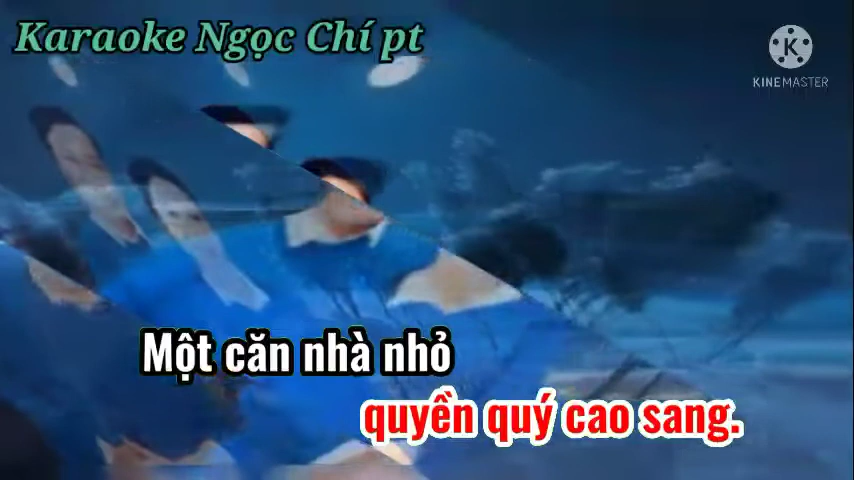 Karaoke Ngọc Chí pt
KINEMASTER
Một căn nhà nhỏ
quyền quý cao sang.